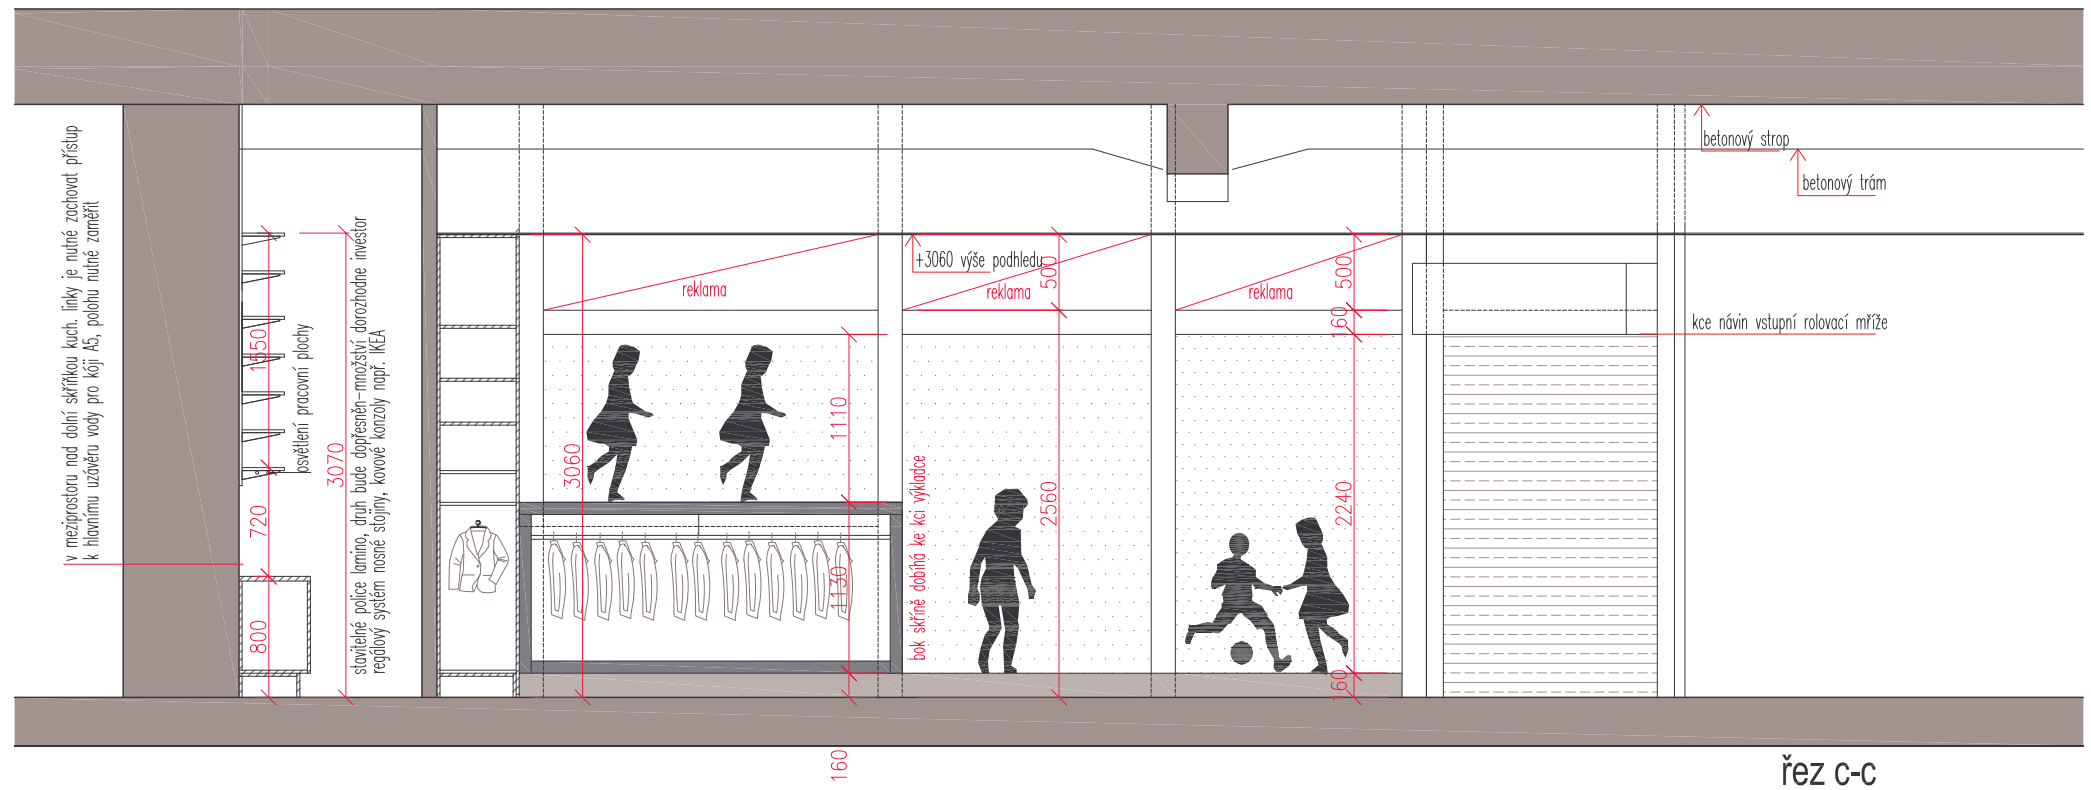 betonový strop
betonový trám
v meziprostoru nad dolní skříňkou kuch. linky je nutné zachovat přístup
k hlavnímu uzávěru vody pro kóji A5, polohu nutné zaměřit
1550
720
800
osvětlení pracovní plochy
3070
stavitelné police lamino, druh bude dopřesněn-množství dorozhodne investor
regálový systém nosné stojiny, kovové konzoly např. IKEA
3060
reklama
+3060 výše podhledu
reklama
500
reklama
500
160
kce návin vstupní rolovací mříže
1110
1130
160
bok skříně dobíhá ke kci výkladce
2560
2240
160
řez c-c